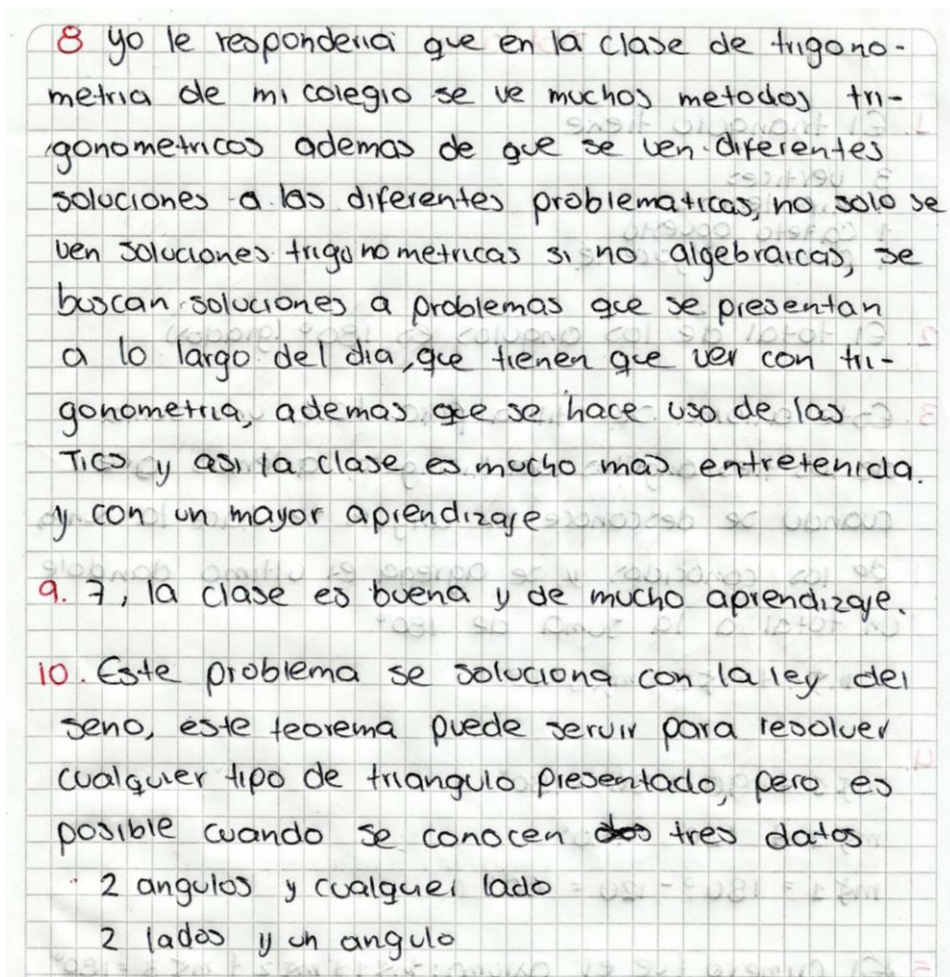 8 yo le responderia que en la clase de trigono-
metria de mi colegio se ve muchos metodos tri-
gonometricos ademas de que se ven diferentes
soluciones a las diferentes problematicas, no solo se
ven soluciones trigonometricas si no algebraicas, se
buscan soluciones a problemas que se presentan
a lo largo del dia, que tienen que ver con tri-
gonometria, ademas que se hace uso de las
Tics y asi la clase es mucho mas entretenida.
y con un mayor aprendizaje
9. 7, la clase es buena y de mucho aprendizaje.
10. Este problema se soluciona con la ley del
seno, este teorema puede servir para resolver
cualquier tipo de triangulo presentado, pero es
posible cuando se conocen dos tres datos
2 angulos y cualquier lado
2 lados y un angulo